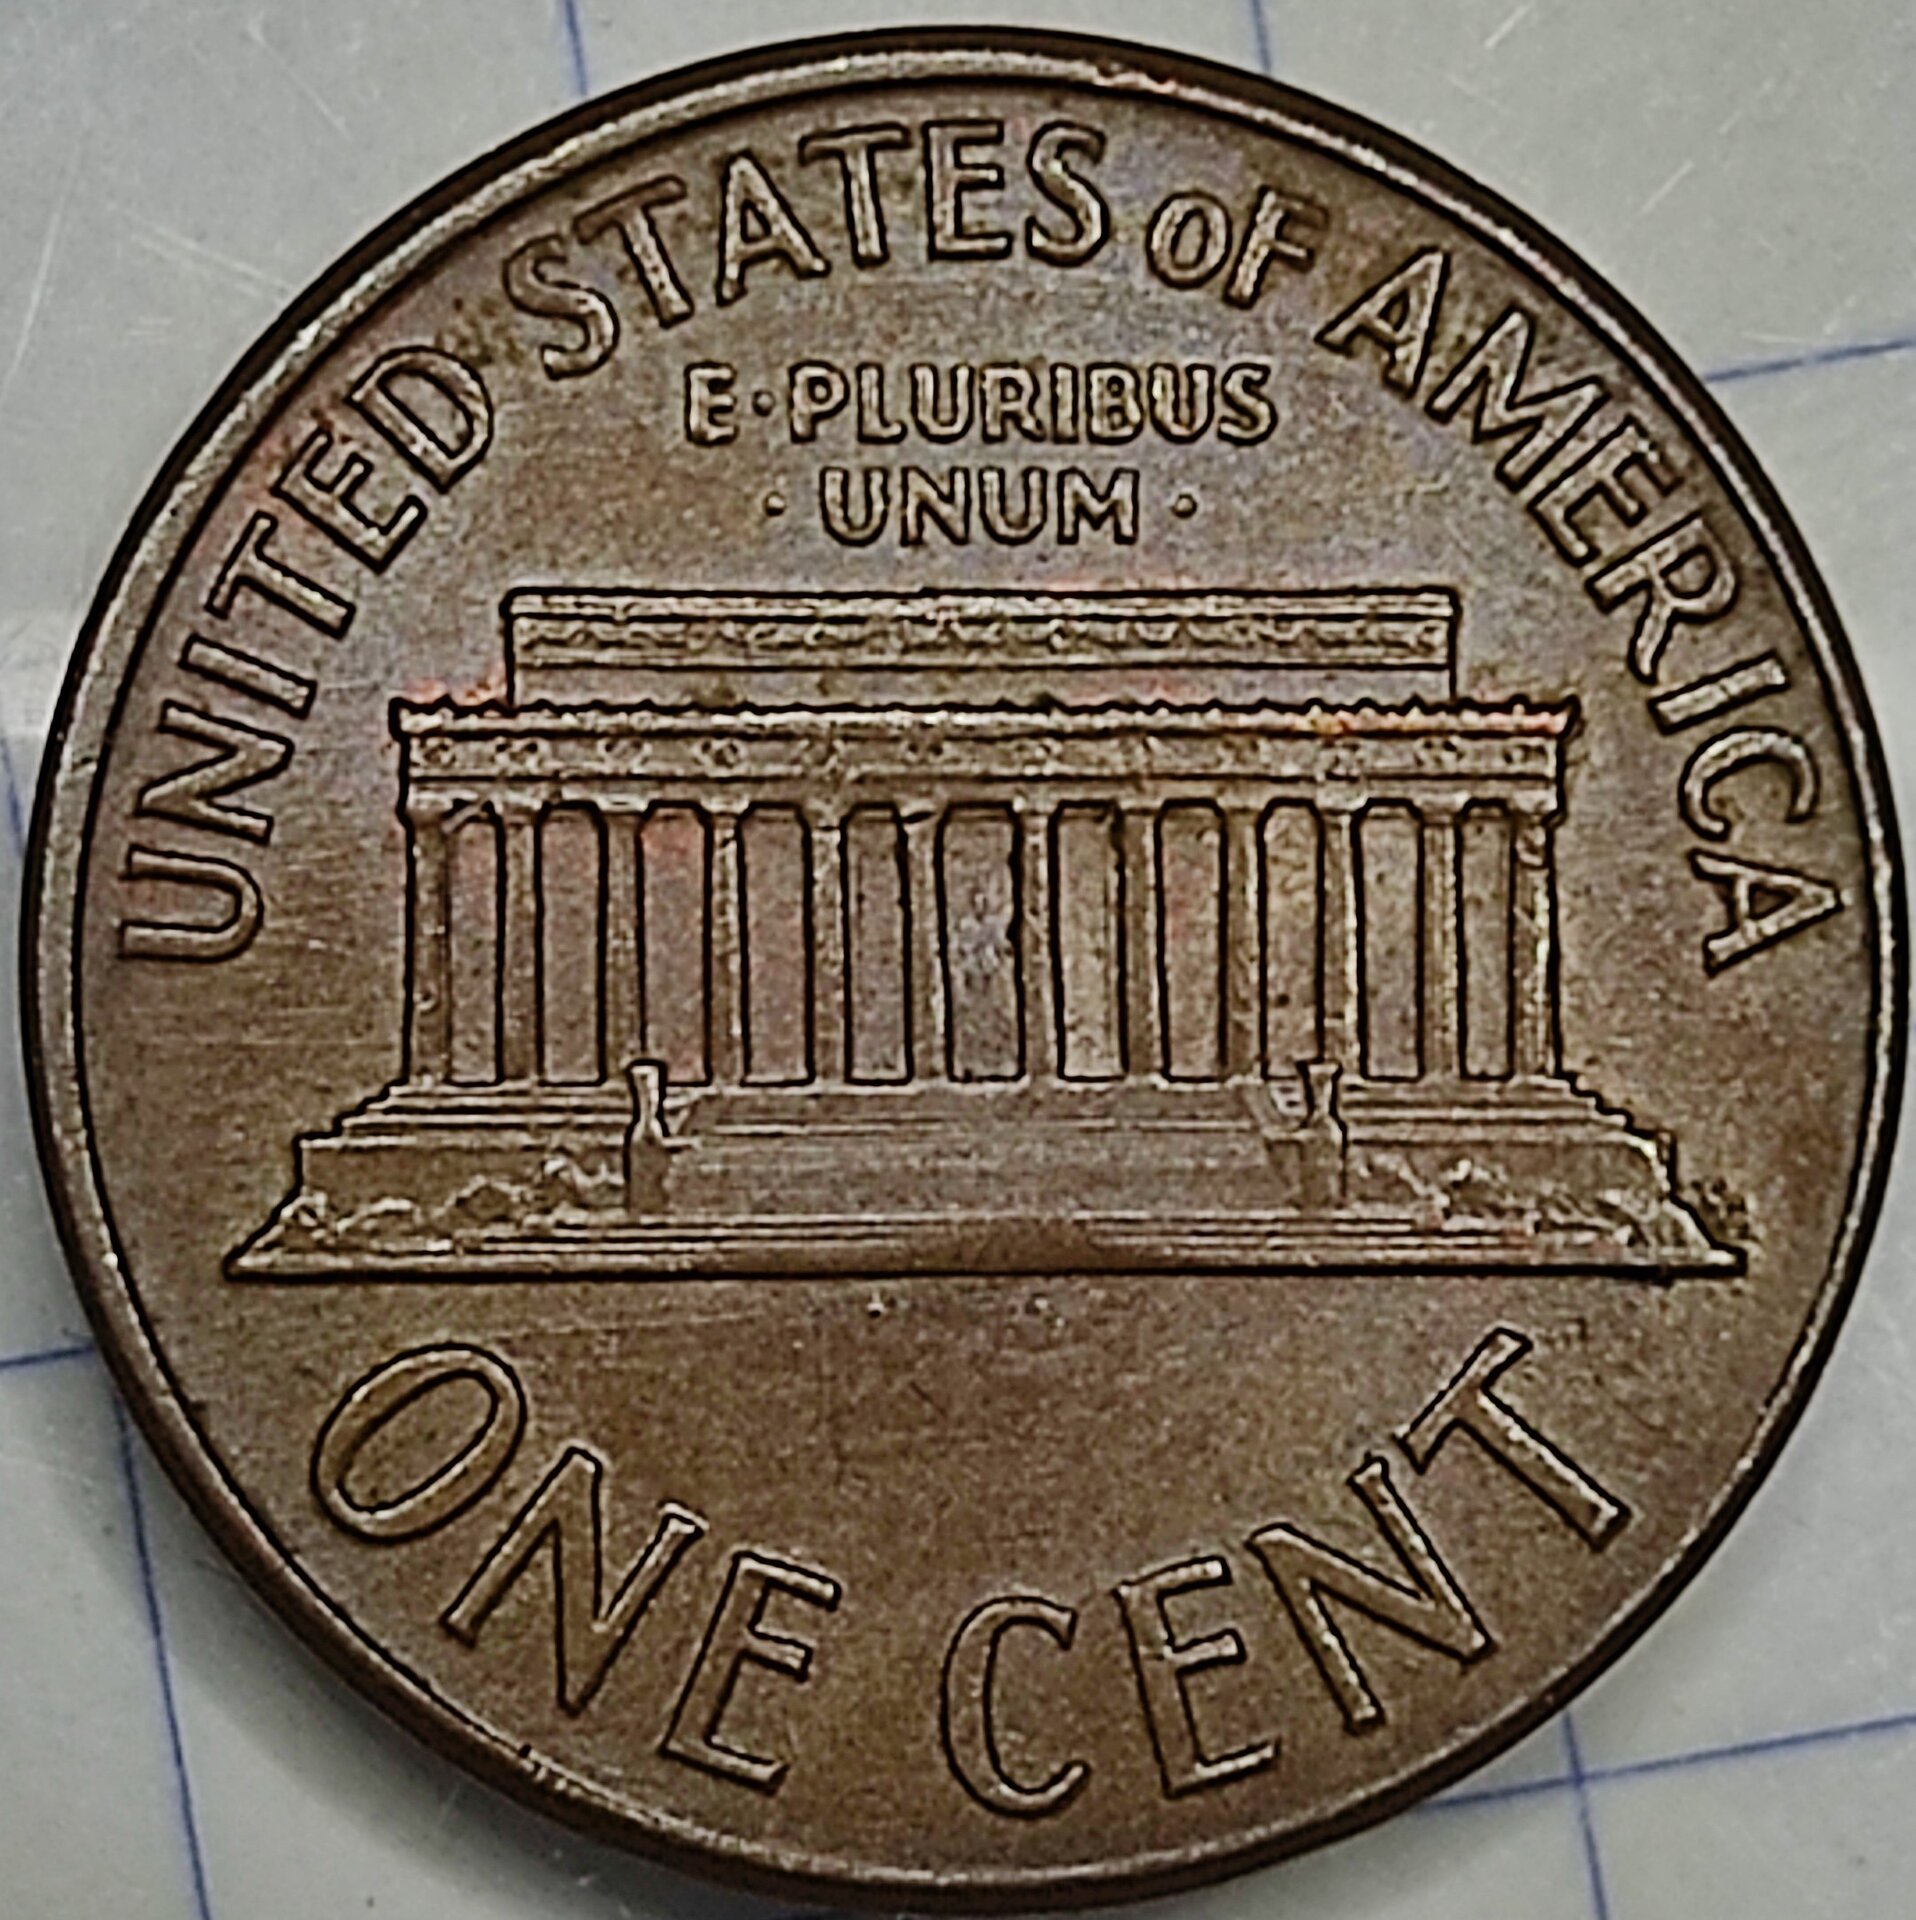 UNITED STATES OF AMERICA
E·PLURIBUS
·UNUM·
ONE CENT